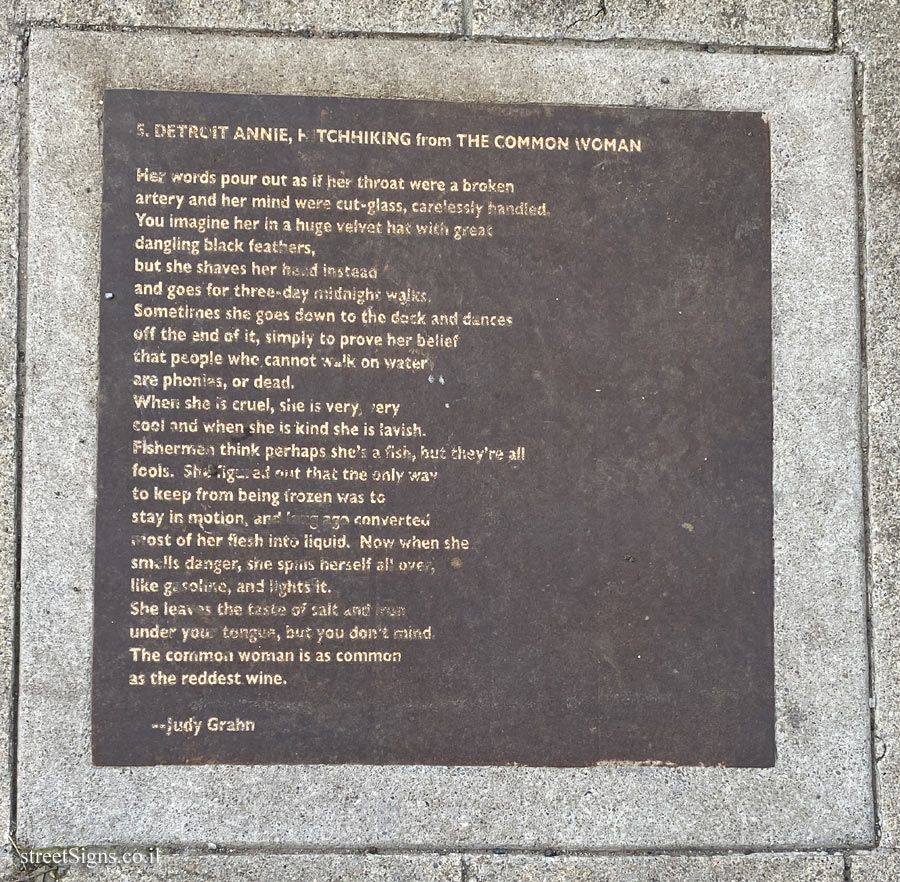 5. DETROIT ANNIE, HITCHHIKING from THE COMMON WOMAN
Her words pour out as if her throat were a broken
artery and her mind were cut-glass, carelessly handled.
You imagine her in a huge velvet hat with great
dangling black feathers,
but she shaves her head instead
and goes for three-day midnight walks.
Sometimes she goes down to the dock and dances
off the end of it, simply to prove her belief
that people who cannot walk on water
are phonies, or dead.
When she is cruel, she is very, very
cool and when she is kind she is lavish.
Fishermen think perhaps she's a fish, but they're all
fools. She figured out that the only way
to keep from being frozen was to
stay in motion, and long ago converted
most of her flesh into liquid. Now when she
smells danger, she spills herself all over,
like gasoline, and lights it.
She leaves the taste of salt and iron
under your tongue, but you don't mind
The common woman is as common
as the reddest wine.
--Judy Grahn
streetSigns.co.il